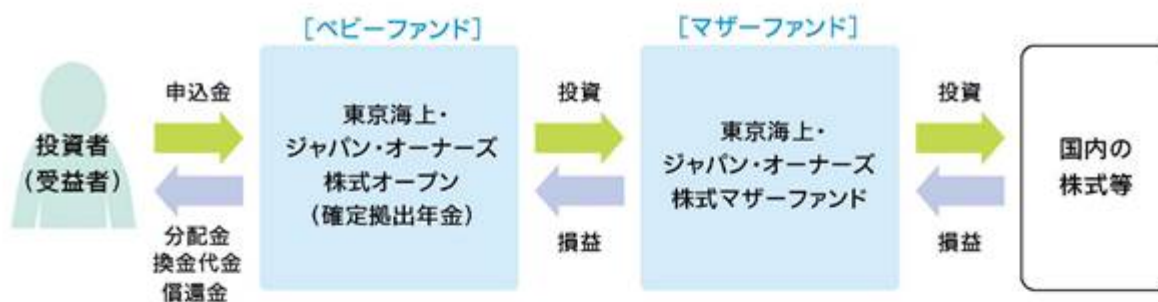 [ベビーファンド]
[マザーファンド]
投資者
(受益者)
申込金
分配金
換金代金
償還金
東京海上・
ジャパン・オーナーズ
株式オープン
(確定拠出年金)
投資
損益
東京海上・
ジャパン・オーナーズ
株式マザーファンド
投資
損益
国内の
株式等